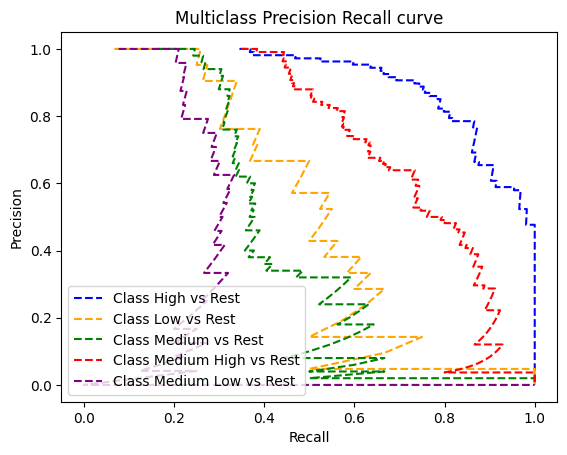 Multiclass Precision Recall curve
1.0
0.8
0.6
0.4
0.2
0.0
Precision
Class High vs Rest
Class Low vs Rest
Class Medium vs Rest
Class Medium High vs Rest
Class Medium Low vs Rest
0.0 0.2 0.4 0.6 0.8 1.0
Recall